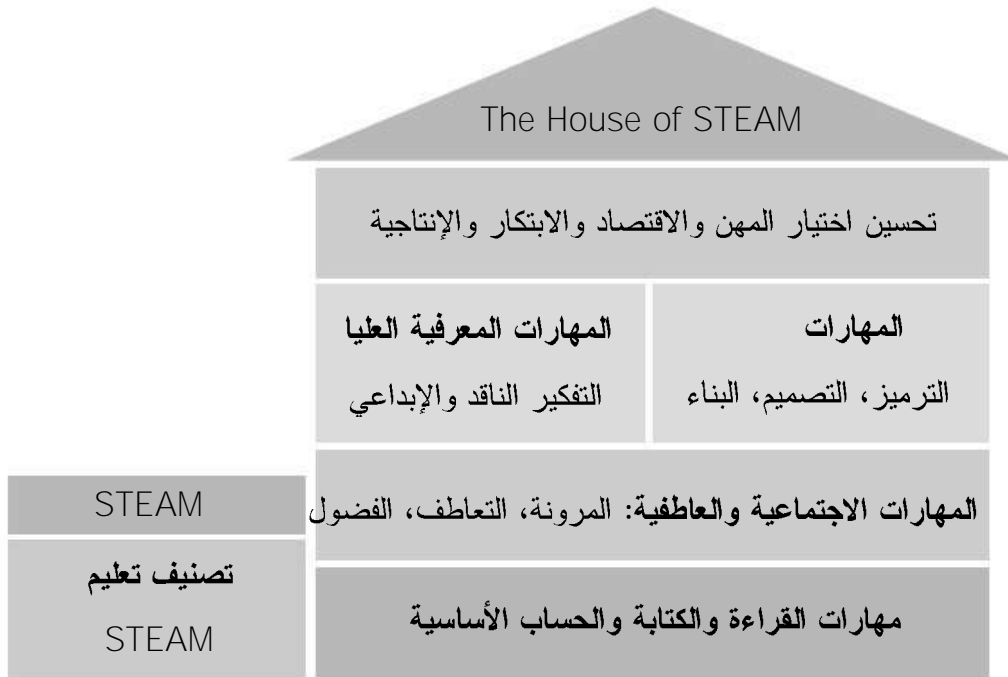 The House of STEAM
تحسين اختيار المهن والاقتصاد والابتكار والإنتاجية
المهارات
الترميز، التصميم، البناء
المهارات المعرفية العليا
التفكير الناقد والإبداعي
المهارات الاجتماعية والعاطفية: المرونة، التعاطف، الفضول
مهارات القراءة والكتابة والحساب الأساسية
STEAM
تصنيف تعليم
STEAM